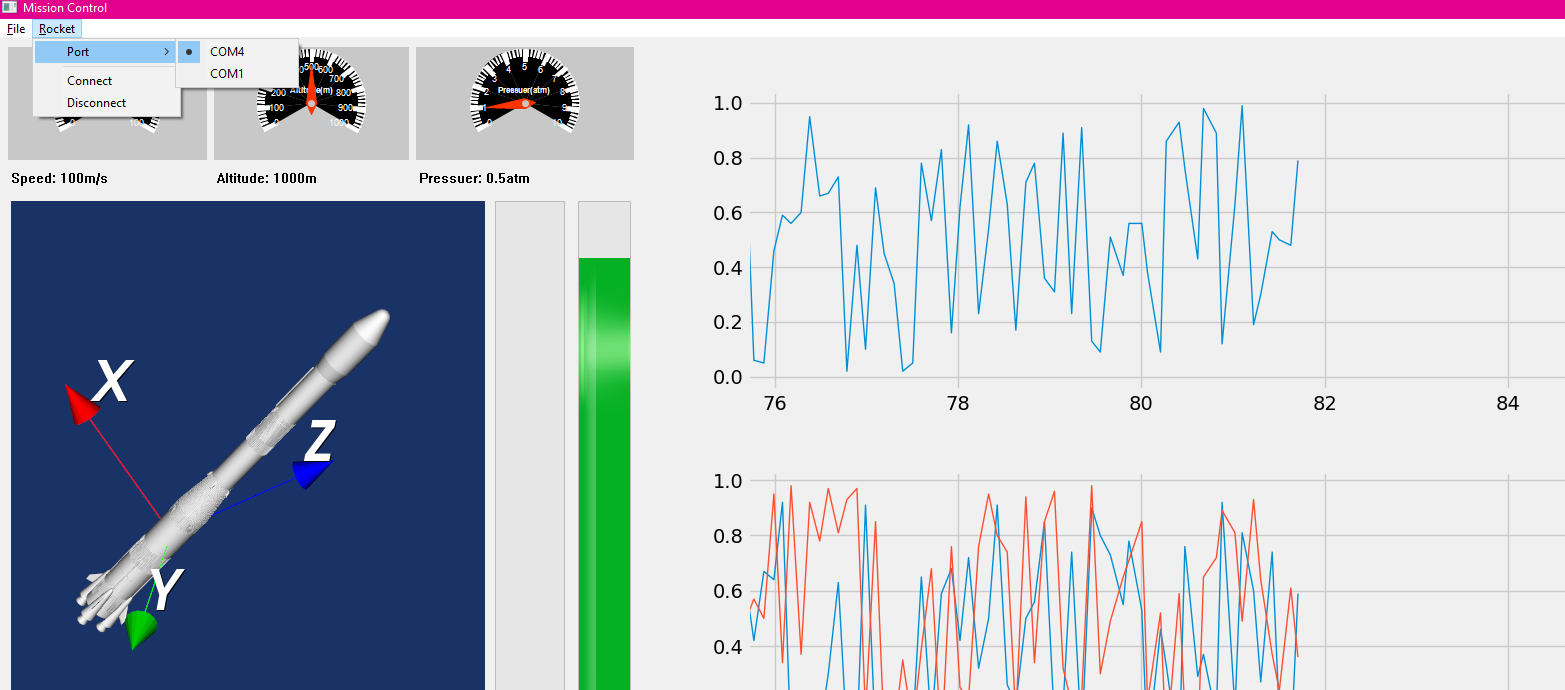 Mission Control
File Rocket
Port > COM4
COM1
Connect
Disconnect
0 100
100 200 500 600 700 800 900 1000
Altitude(m)
0 1 2 3 4 5 6 7 8 9 10
Pressuer(atm)
Speed: 100m/s Altitude: 1000m Pressuer: 0.5atm
X
Z
Y
1.0
0.8
0.6
0.4
0.2
0.0
76 78 80 82 84
1.0
0.8
0.6
0.4